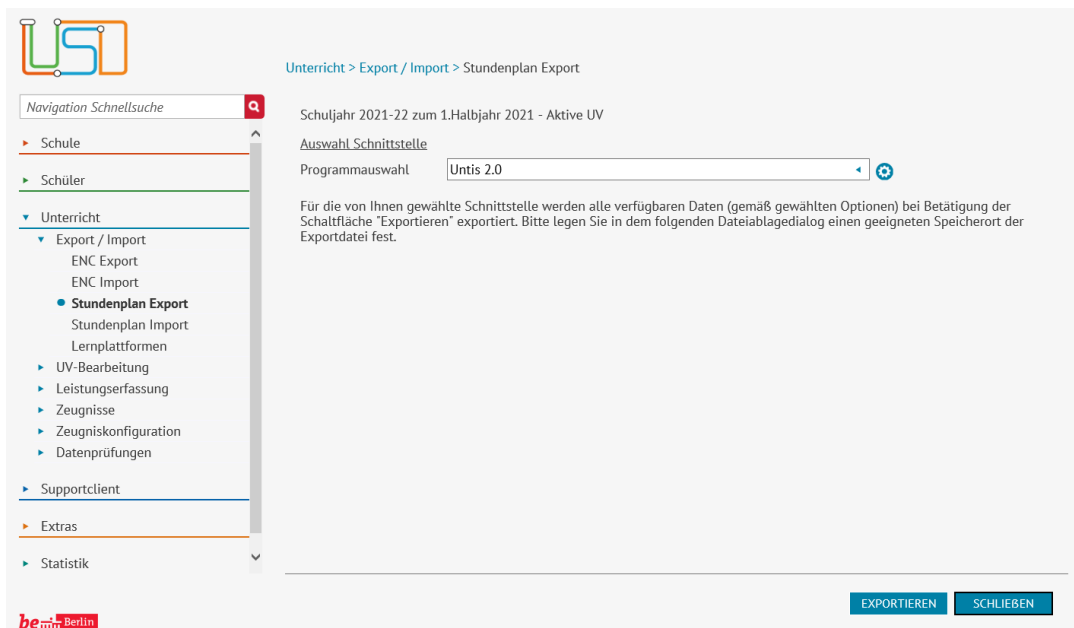 USD
Unterricht > Export / Import > Stundenplan Export
Navigation Schnellsuche
Schule
Schüler
Unterricht
Export / Import
ENC Export
ENC Import
Stundenplan Export
Stundenplan Import
Lernplattformen
UV-Bearbeitung
Leistungserfassung
Zeugnisse
Zeugniskonfiguration
Datenprüfungen
Supportclient
Extras
Statistik
be Berlin
Schuljahr 2021-22 zum 1.Halbjahr 2021 - Aktive UV
Auswahl Schnittstelle
Programmauswahl Untis 2.0
Für die von Ihnen gewählte Schnittstelle werden alle verfügbaren Daten (gemäß gewählten Optionen) bei Betätigung der
Schaltfläche "Exportieren" exportiert. Bitte legen Sie in dem folgenden Dateiablagedialog einen geeigneten Speicherort der
Exportdatei fest.
EXPORTIEREN SCHLIEßEN